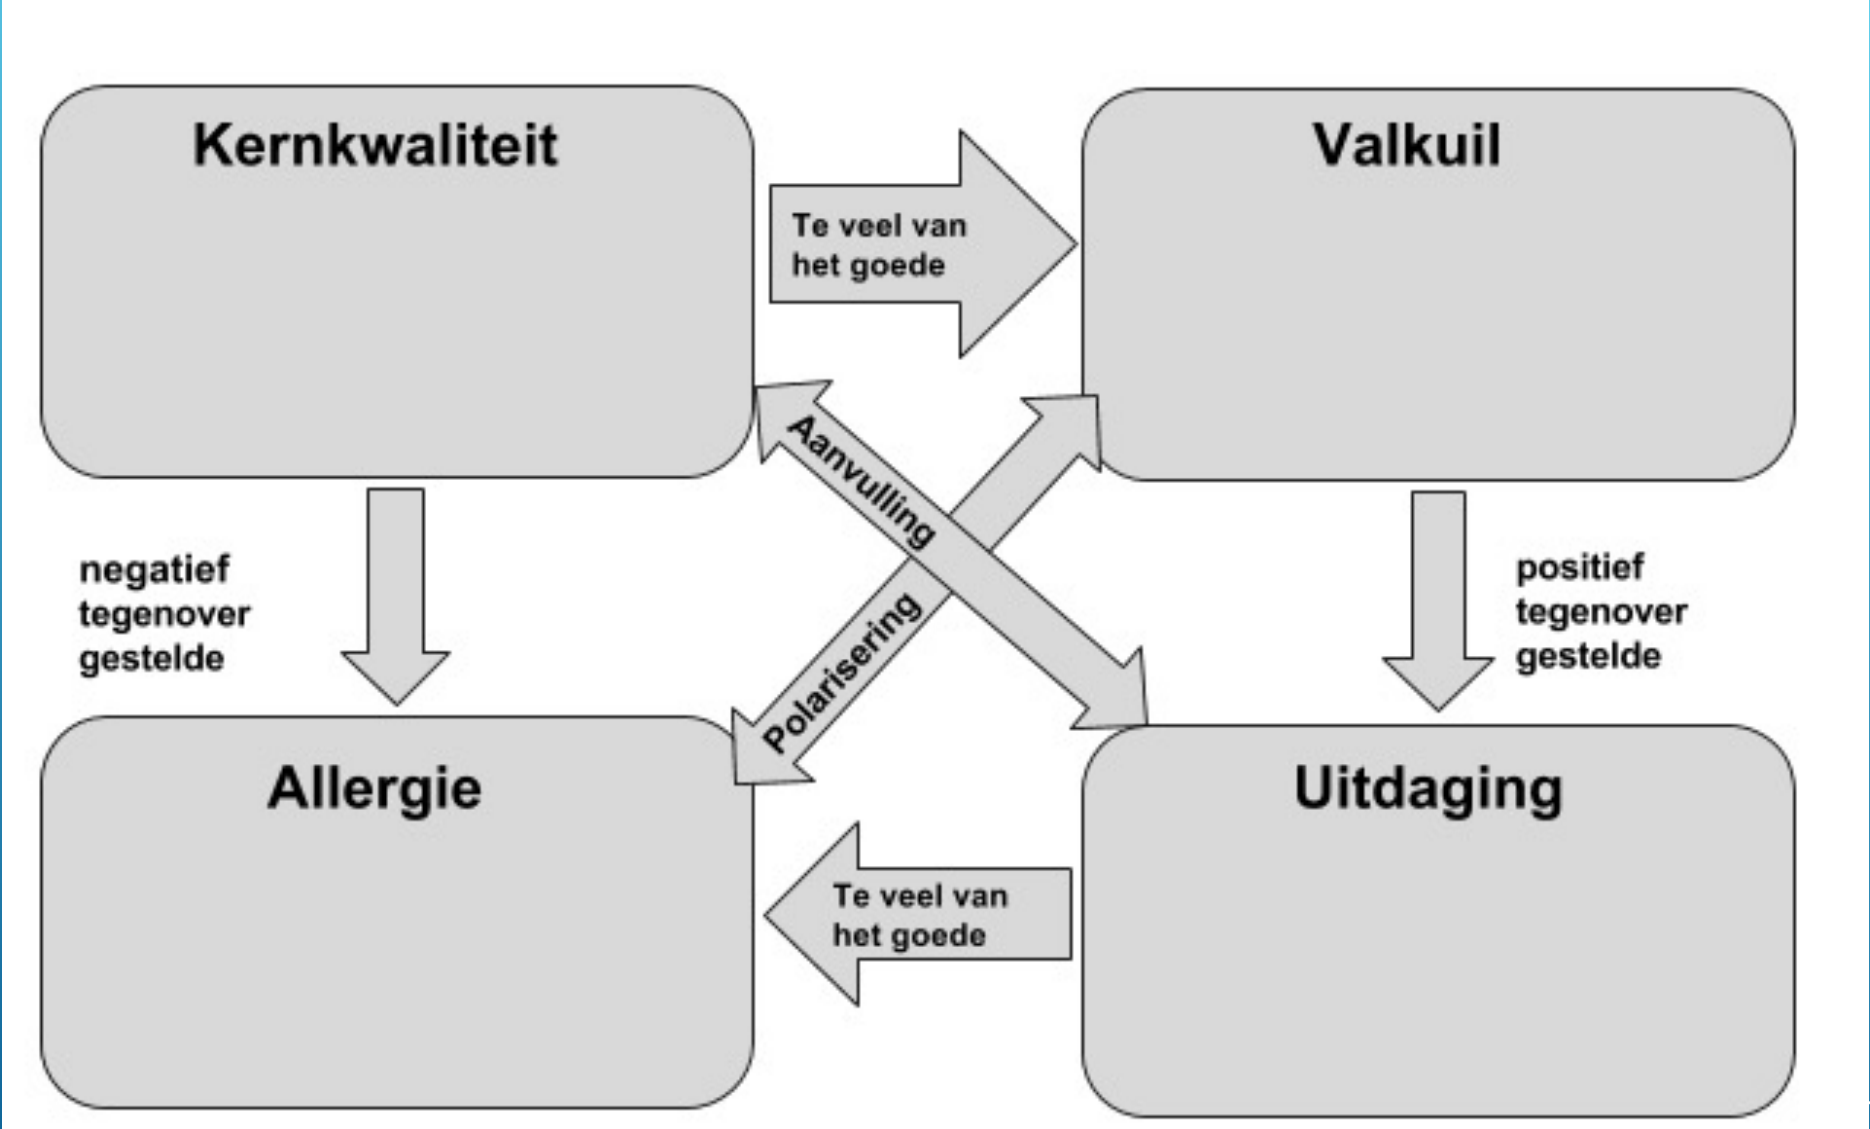 Kernkwaliteit
Valkuil
Te veel van
het goede
Aanvulling
Polarisering
negatief
tegenover
gestelde
positief
tegenover
gestelde
Allergie
Uitdaging
Te veel van
het goede